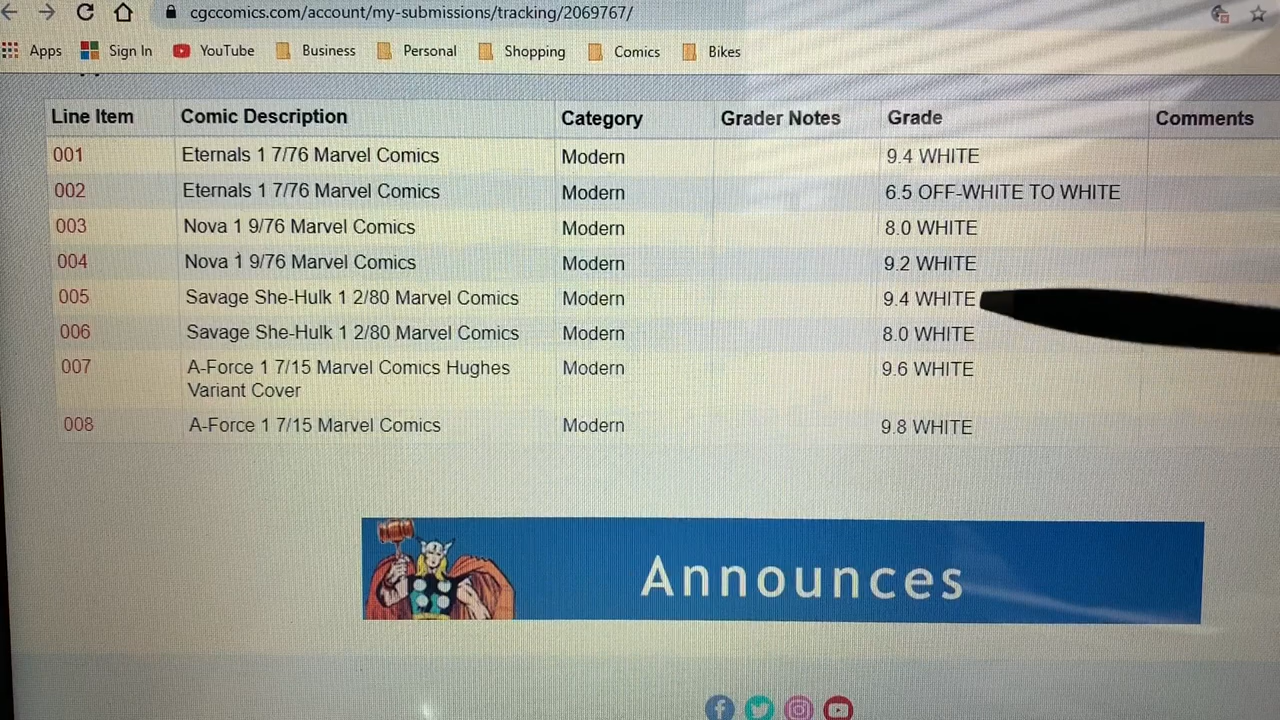 cgccomics.com/account/my-submissions/tracking/2069767/
Apps Sign In YouTube Business Personal Shopping Comics Bikes
Line Item Comic Description Category Grader Notes Grade Comments
001 Eternals 1 7/76 Marvel Comics Modern 9.4 WHITE
002 Eternals 1 7/76 Marvel Comics Modern 6.5 OFF-WHITE TO WHITE
003 Nova 1 9/76 Marvel Comics Modern 8.0 WHITE
004 Nova 1 9/76 Marvel Comics Modern 9.2 WHITE
005 Savage She-Hulk 1 2/80 Marvel Comics Modern 9.4 WHITE
006 Savage She-Hulk 1 2/80 Marvel Comics Modern 8.0 WHITE
007 A-Force 1 7/15 Marvel Comics Hughes Modern 9.6 WHITE
Variant Cover
008 A-Force 1 7/15 Marvel Comics Modern 9.8 WHITE
Announces